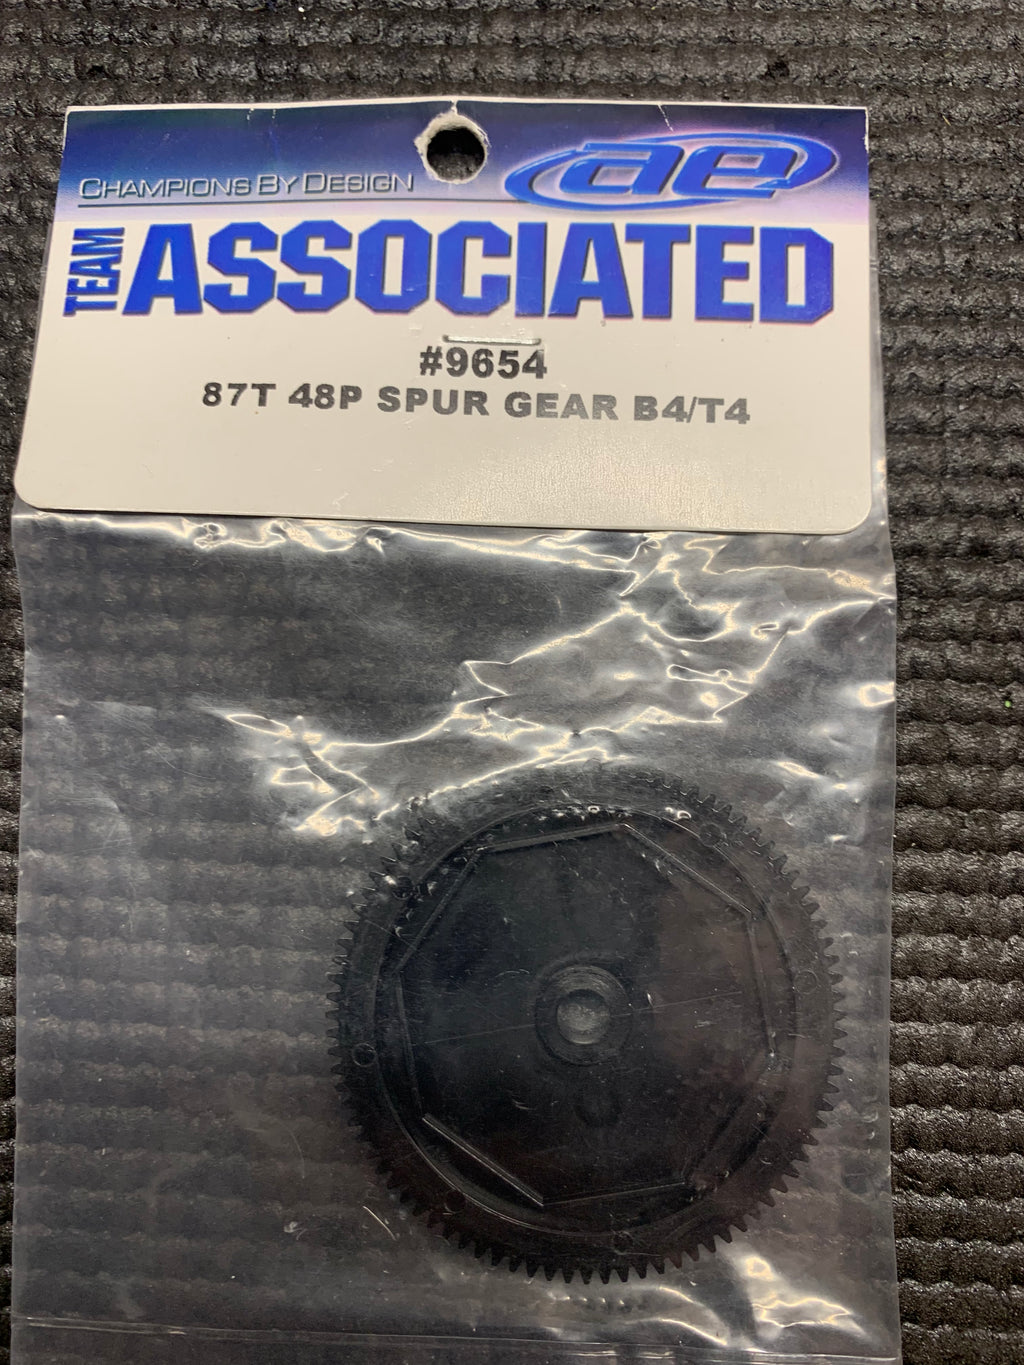 CHAMPIONS BY DESIGN
ae
TEAM ASSOCIATED
#9654
87T 48P SPUR GEAR B4/T4